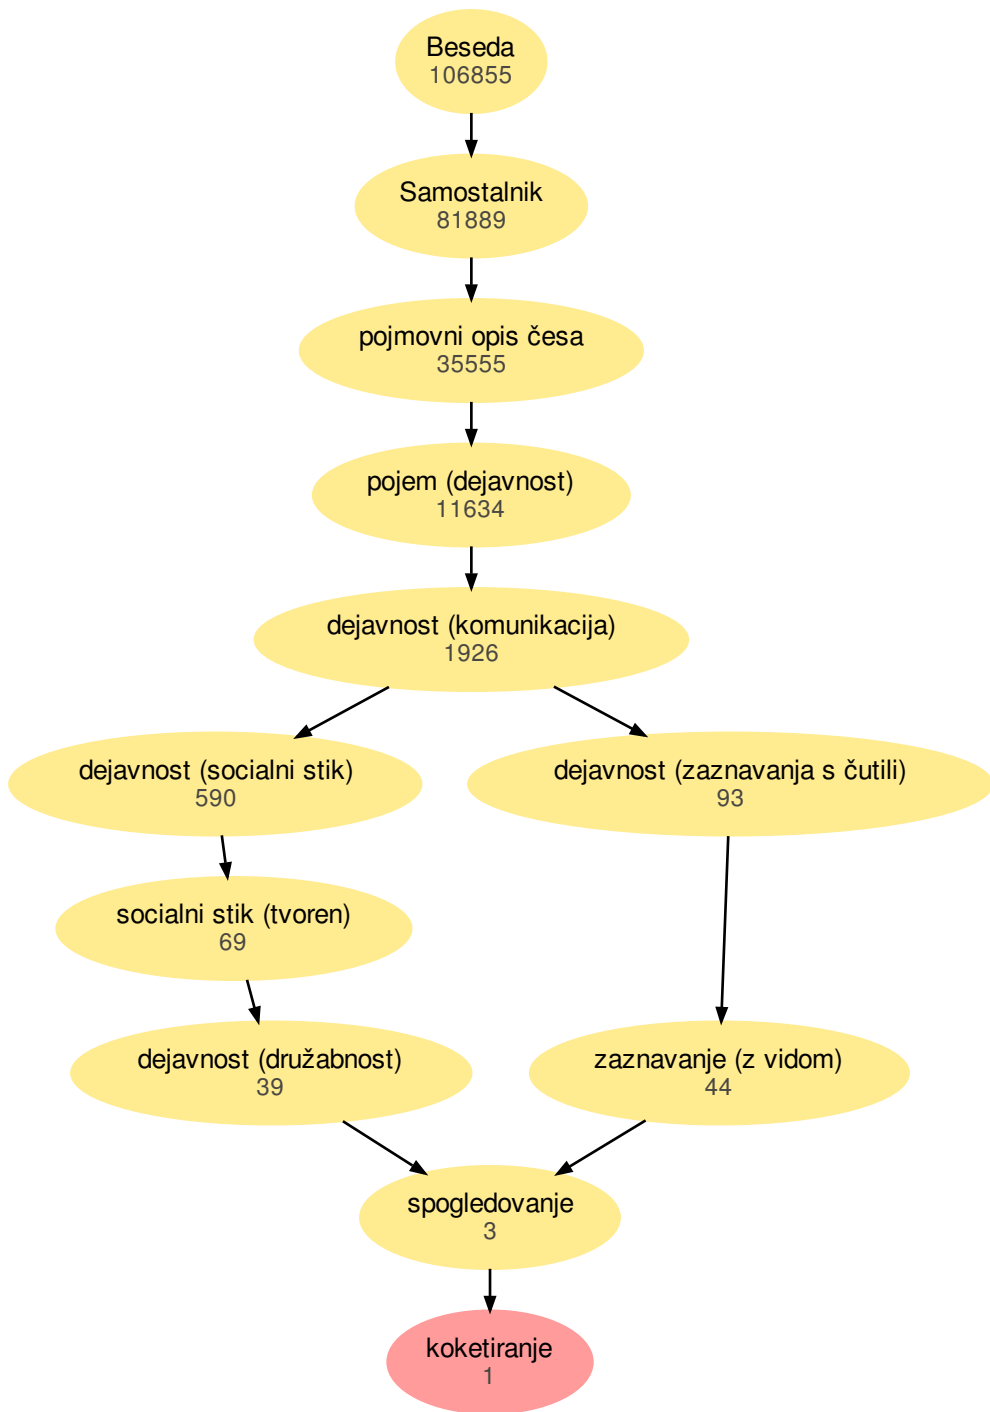 Beseda
106855
Samostalnik
81889
pojmovni opis česa
35555
pojem (dejavnost)
11634
dejavnost (komunikacija)
1926
dejavnost (socialni stik)
590
dejavnost (zaznavanja s čutili)
93
socialni stik (tvoren)
69
dejavnost (družabnost)
39
zaznavanje (z vidom)
44
spogledovanje
3
koketiranje
1